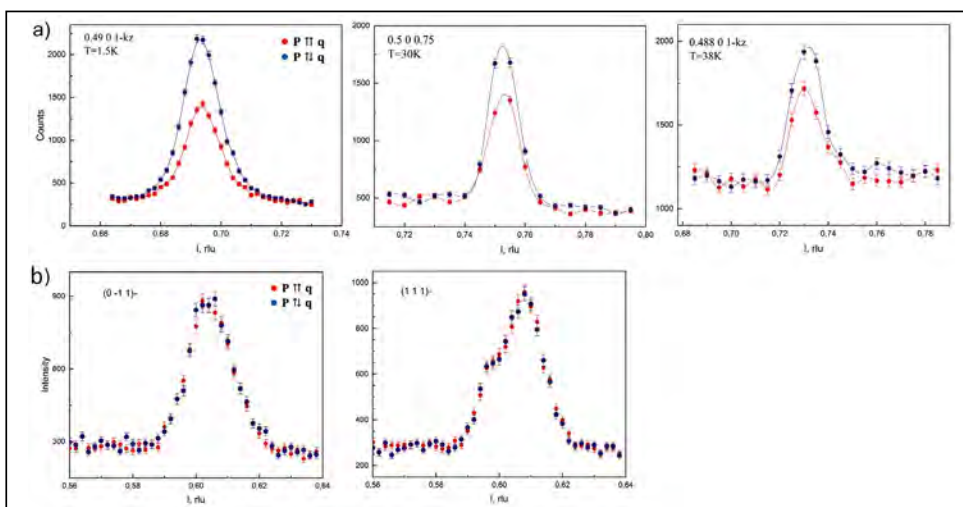 a)
0.49 0 1-kz
T=1.5K
P ⇈ q
P ⇅ q
0.5 0 0.75
T=30K
0.488 0 1-kz
T=38K
Counts
2000
1500
1000
500
0
0,66 0,68 0,70 0,72 0,74
l, rlu
1500
1000
500
0,72 0,74 0,76 0,78 0,80
l, rlu
2000
1500
1000
0,68 0,70 0,72 0,74 0,76 0,78
l, rlu
b)
(0 -1 1)-
P ⇈ q
P ⇅ q
(1 1 1)-
Intensity
900
600
300
0,56 0,58 0,60 0,62 0,64
l, rlu
1000
800
600
400
200
0,56 0,58 0,60 0,62 0,64
l, rlu